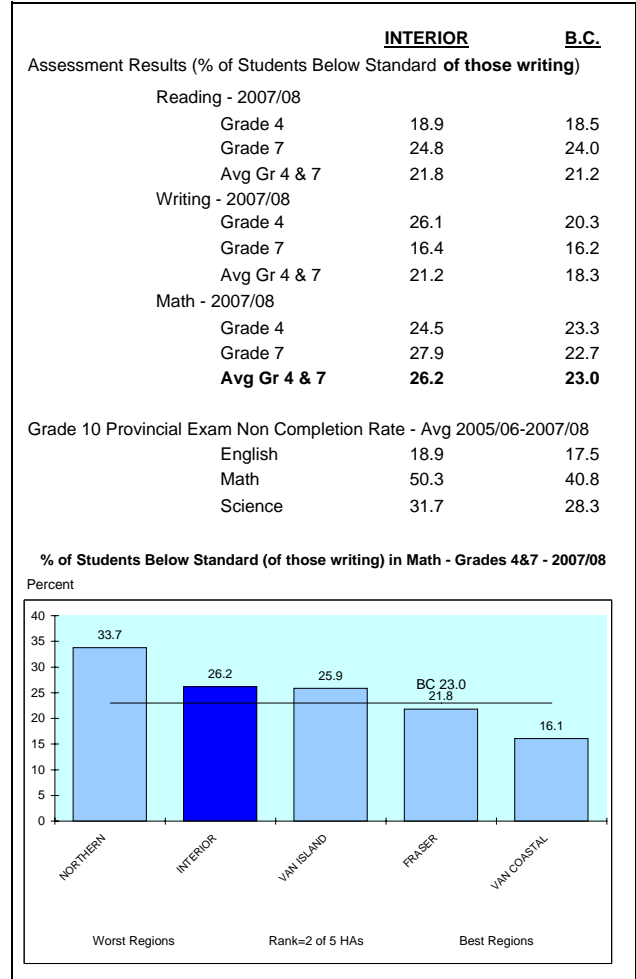 INTERIOR B.C.
Assessment Results (% of Students Below Standard of those writing)
Reading - 2007/08
Grade 4 18.9 18.5
Grade 7 24.8 24.0
Avg Gr 4 & 7 21.8 21.2
Writing - 2007/08
Grade 4 26.1 20.3
Grade 7 16.4 16.2
Avg Gr 4 & 7 21.2 18.3
Math - 2007/08
Grade 4 24.5 23.3
Grade 7 27.9 22.7
Avg Gr 4 & 7 26.2 23.0
Grade 10 Provincial Exam Non Completion Rate - Avg 2005/06-2007/08
English 18.9 17.5
Math 50.3 40.8
Science 31.7 28.3
% of Students Below Standard (of those writing) in Math - Grades 4&7 - 2007/08
Percent
40
35
30
25
20
15
10
5
0
33.7
26.2
25.9
BC 23.0
21.8
16.1
NORTHERN
INTERIOR
VAN ISLAND
FRASER
VAN COASTAL
Worst Regions Rank=2 of 5 HAs Best Regions